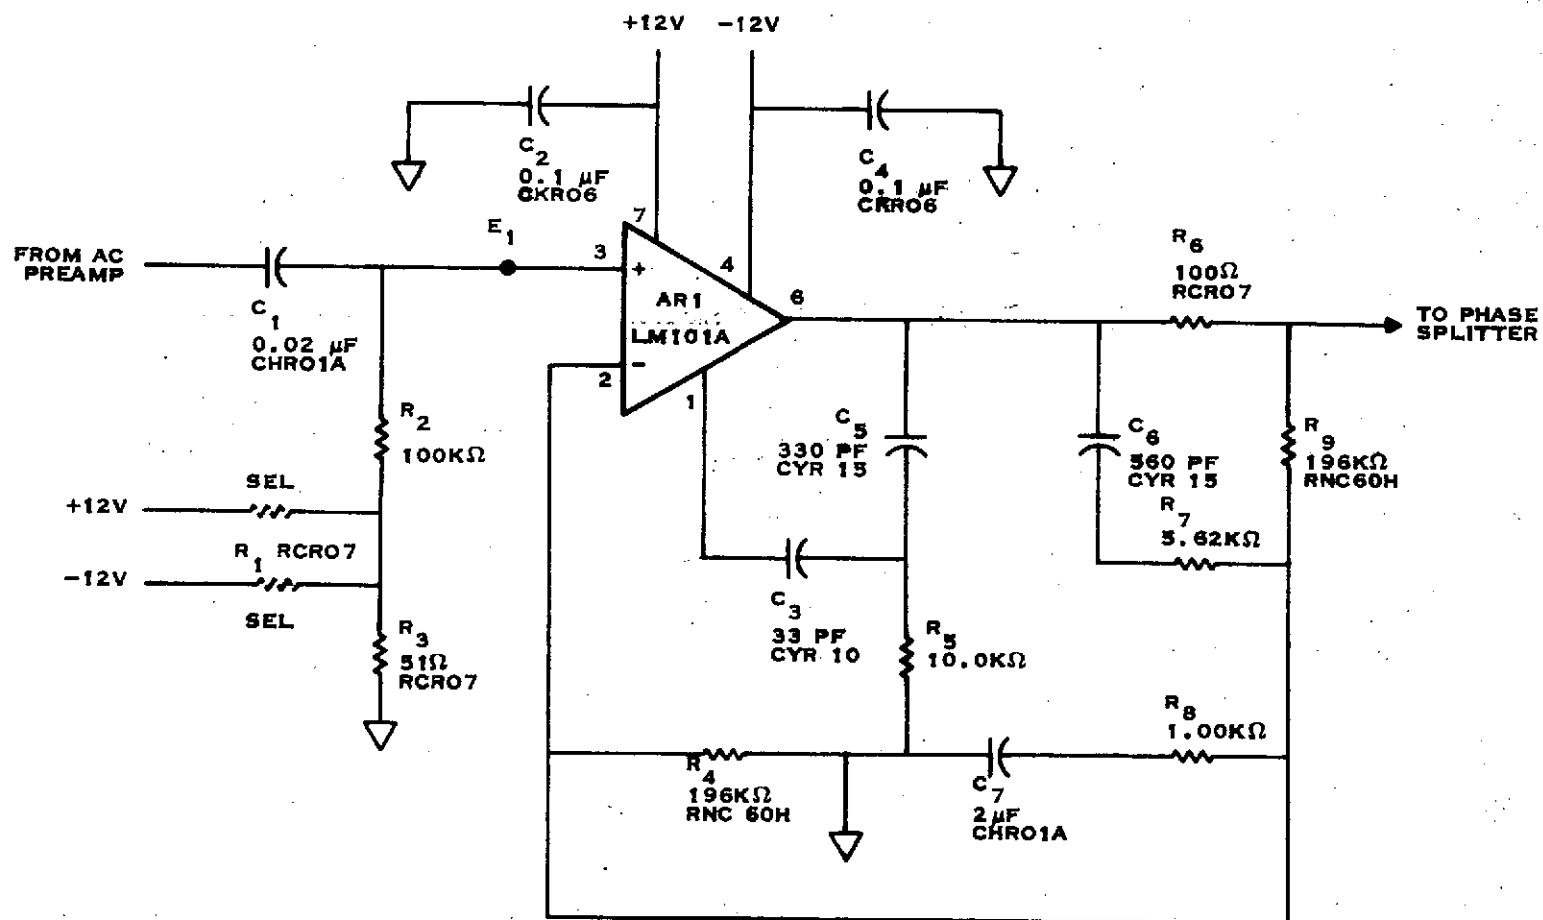 +12V -12V
C2
0.1 µF
CKR06
C4
0.1 µF
CKR06
FROM AC
PREAMP
E1
C1
0.02 µF
CHR01A
7
3
+
4
AR1
LM101A
6
-
2
1
R6
100Ω
RCR07
TO PHASE
SPLITTER
R2
100KΩ
C5
330 PF
CYR 15
C6
560 PF
CYR 15
R9
196KΩ
RNC60H
R7
5.62KΩ
SEL
+12V
R1 RCR07
-12V
SEL
R3
51Ω
RCR07
C3
33 PF
CYR 10
R5
10.0KΩ
R8
1.00KΩ
R4
196KΩ
RNC 60H
C7
2 µF
CHR01A